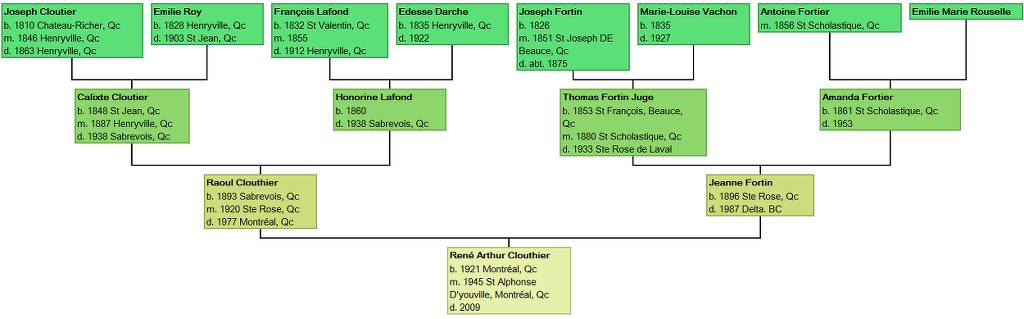 Joseph Cloutier
b. 1810 Chateau-Richer, Qc
m. 1846 Henryville, Qc
d. 1863 Henryville, Qc
Emilie Roy
b. 1828 Henryville, Qc
d. 1903 St Jean, Qc
François Lafond
b. 1832 St Valentin, Qc
m. 1855
d. 1912 Henryville, Qc
Edesse Darche
b. 1835 Henryville, Qc
d. 1922
Joseph Fortin
b. 1826
m. 1851 St Joseph DE
Beauce, Qc
d. abt. 1875
Marie-Louise Vachon
b. 1835
d. 1927
Antoine Fortier
m. 1856 St Scholastique, Qc
Emilie Marie Rouselle
Calixte Cloutier
b. 1848 St Jean, Qc
m. 1887 Henryville, Qc
d. 1938 Sabrevois, Qc
Honorine Lafond
b. 1860
d. 1938 Sabrevois, Qc
Thomas Fortin Juge
b. 1853 St François, Beauce,
Qc
m. 1880 St Scholastique, Qc
d. 1933 Ste Rose de Laval
Amanda Fortier
b. 1861 St Scholastique, Qc
d. 1953
Raoul Clouthier
b. 1893 Sabrevois, Qc
m. 1920 Ste Rose, Qc
d. 1977 Montréal, Qc
Jeanne Fortin
b. 1896 Ste Rose, Qc
d. 1987 Delta. BC
René Arthur Clouthier
b. 1921 Montréal, Qc
m. 1945 St Alphonse
D'youville, Montréal, Qc
d. 2009